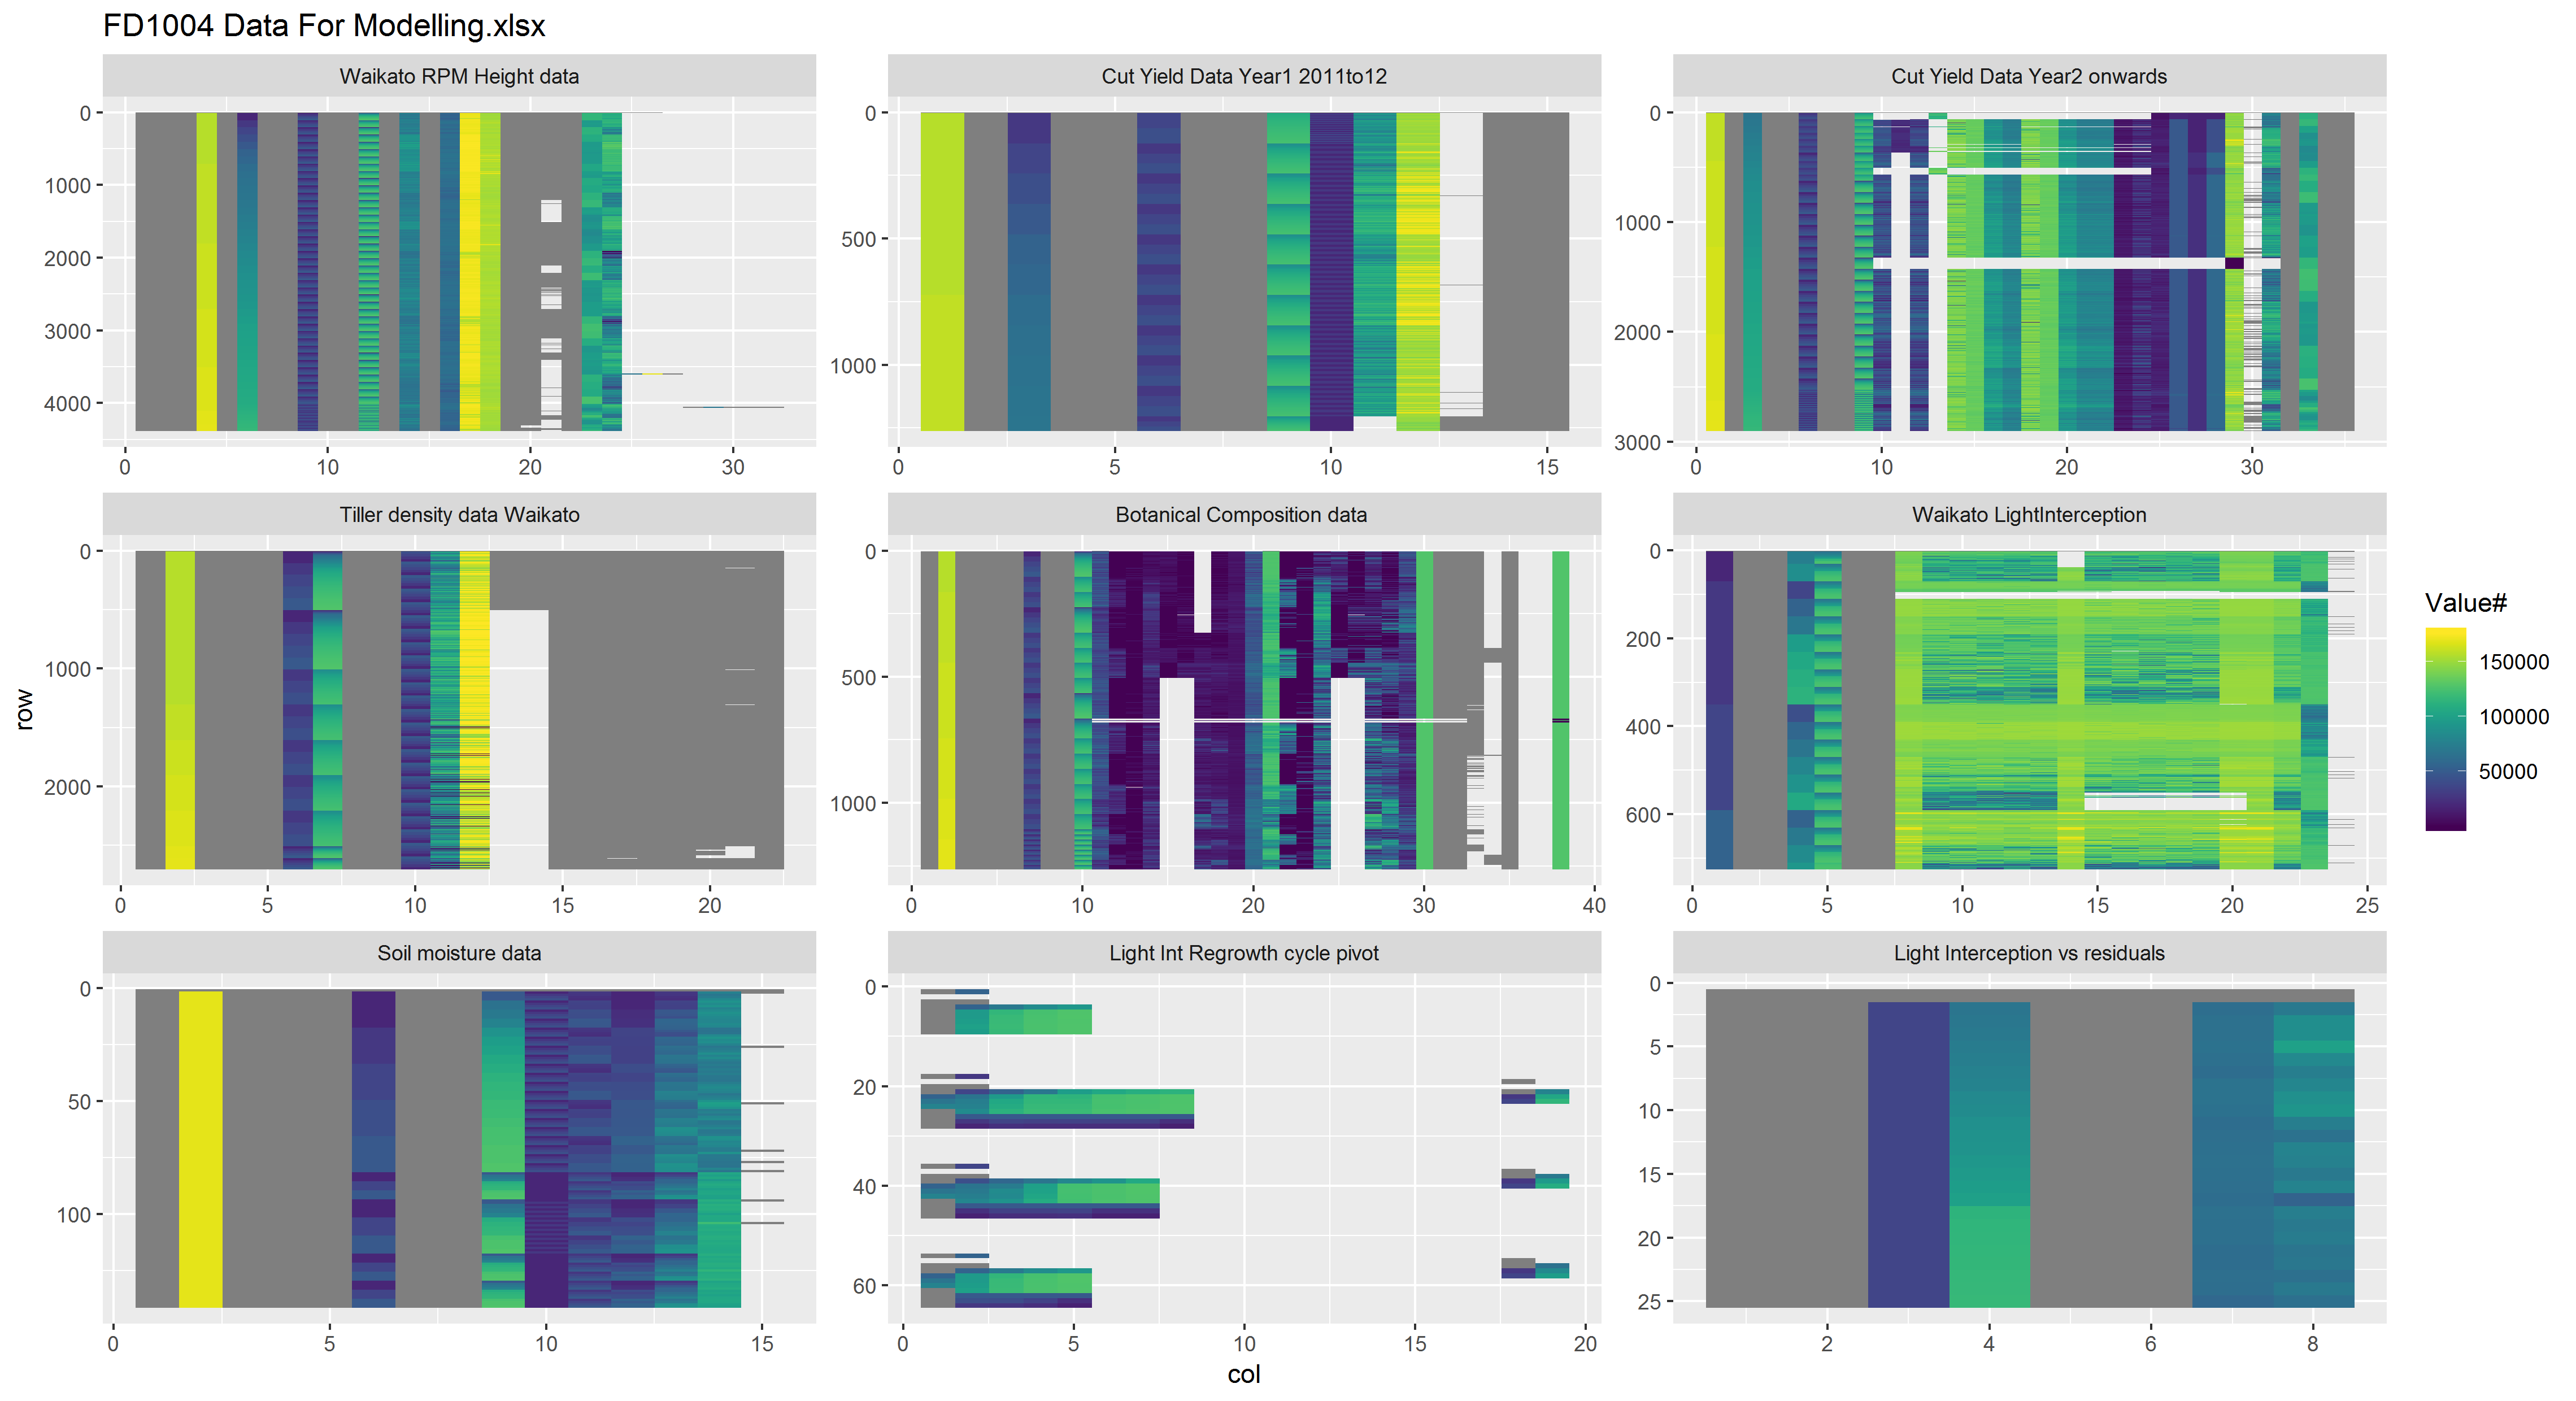 FD1004 Data For Modelling.xlsx
Waikato RPM Height data
Cut Yield Data Year1 2011to12
Cut Yield Data Year2 onwards
0
1000
2000
3000
4000
0 10 20 30
0
500
1000
0 5 10 15
0
1000
2000
3000
0 10 20 30
Tiller density data Waikato
Botanical Composition data
Waikato LightInterception
0
1000
2000
0 5 10 15 20
0
500
1000
0 10 20 30 40
0
200
400
600
0 5 10 15 20 25
Soil moisture data
Light Int Regrowth cycle pivot
Light Interception vs residuals
0
50
100
0 5 10 15
0
20
40
60
0 5 10 15 20
0
5
10
15
20
25
2 4 6 8
row
col
Value#
150000
100000
50000